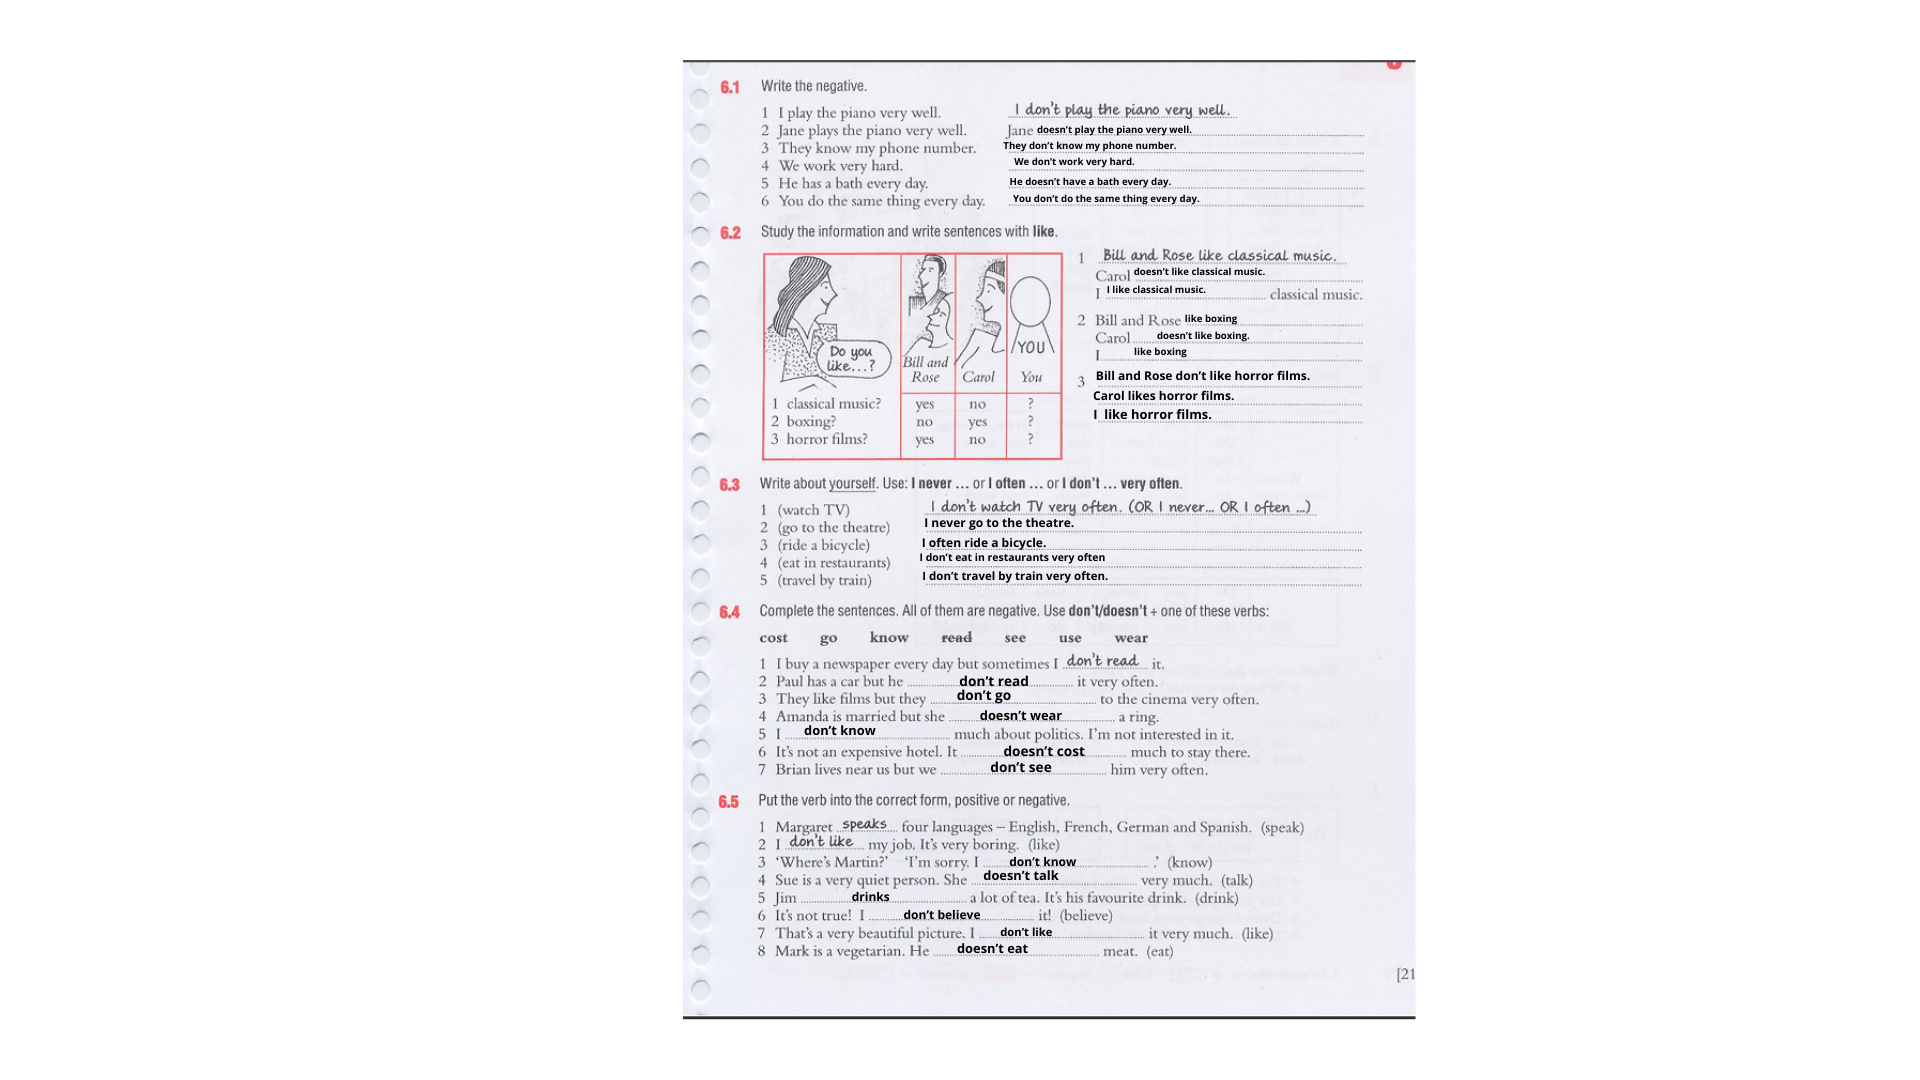 6.1 Write the negative.
1 I play the piano very well. I don't play the piano very well.
2 Jane plays the piano very well. Jane doesn't play the piano very well.
3 They know my phone number. They don't know my phone number.
4 We work very hard. We don't work very hard.
5 He has a bath every day. He doesn't have a bath every day.
6 You do the same thing every day. You don't do the same thing every day.
6.2 Study the information and write sentences with like.
Do you
like...?
Bill and
Rose
Carol
YOU
You
1 classical music? yes no ?
2 boxing? no yes ?
3 horror films? yes no ?
1 Bill and Rose like classical music.
Carol doesn't like classical music.
I I like classical music. classical music.
2 Bill and Rose like boxing
Carol doesn't like boxing.
I like boxing
3 Bill and Rose don't like horror films.
Carol likes horror films.
I like horror films.
6.3 Write about yourself. Use: I never ... or I often ... or I don't ... very often.
1 (watch TV) I don't watch TV very often. (OR I never... OR I often ...)
2 (go to the theatre) I never go to the theatre.
3 (ride a bicycle) I often ride a bicycle.
4 (eat in restaurants) I don't eat in restaurants very often
5 (travel by train) I don't travel by train very often.
6.4 Complete the sentences. All of them are negative. Use don't/doesn't + one of these verbs:
cost go know read see use wear
1 I buy a newspaper every day but sometimes I don't read it.
2 Paul has a car but he don't read it very often.
3 They like films but they don't go to the cinema very often.
4 Amanda is married but she doesn't wear a ring.
5 I don't know much about politics. I'm not interested in it.
6 It's not an expensive hotel. It doesn't cost much to stay there.
7 Brian lives near us but we don't see him very often.
6.5 Put the verb into the correct form, positive or negative.
1 Margaret speaks four languages – English, French, German and Spanish. (speak)
2 I don't like my job. It's very boring. (like)
3 'Where's Martin?' 'I'm sorry. I don't know .' (know)
4 Sue is a very quiet person. She doesn't talk very much. (talk)
5 Jim drinks a lot of tea. It's his favourite drink. (drink)
6 It's not true! I don't believe it! (believe)
7 That's a very beautiful picture. I don't like it very much. (like)
8 Mark is a vegetarian. He doesn't eat meat. (eat)
[21